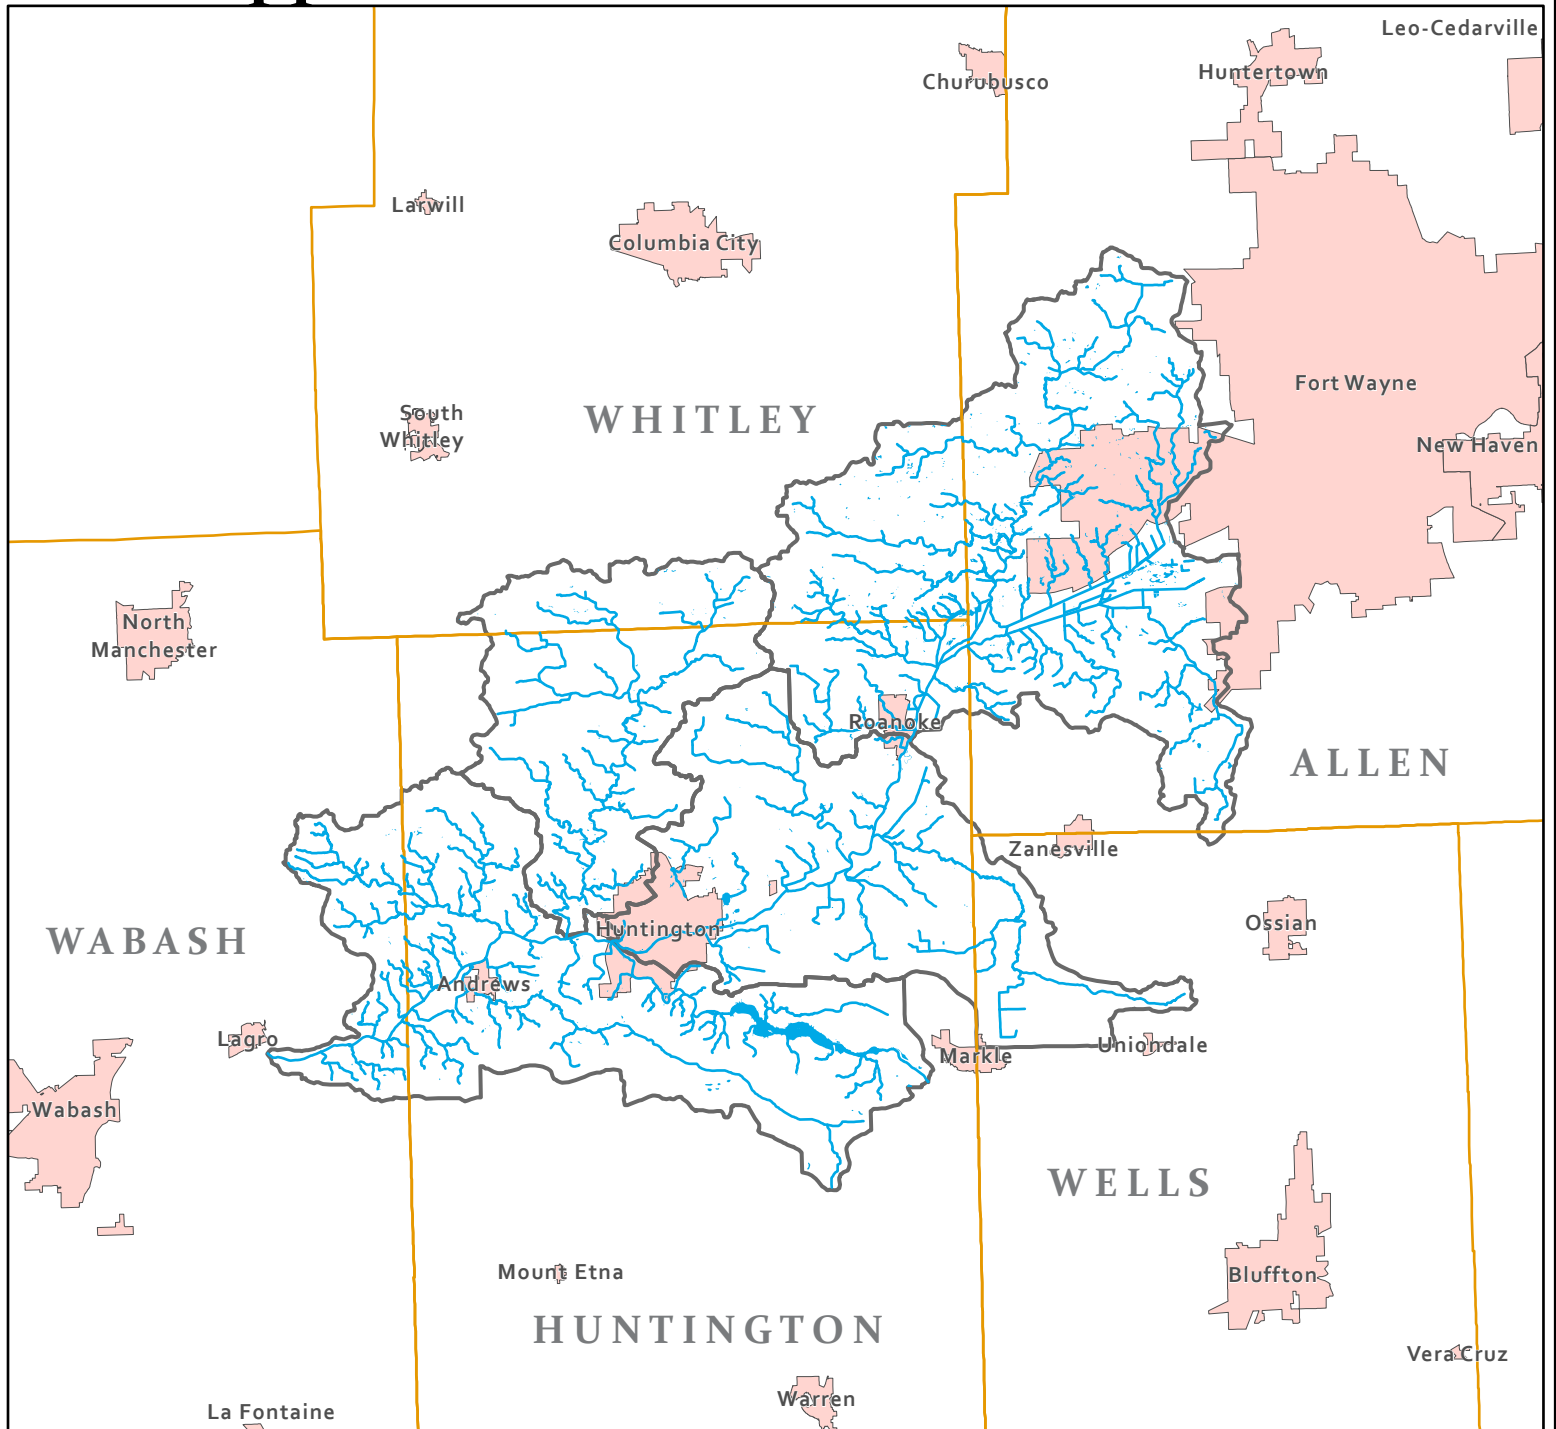 Leo-Cedarville
Huntertown
Churubusco
Larwill
Columbia City
Fort Wayne
South
Whitley
WHITLEY
New Haven
North
Manchester
Roanoke
ALLEN
Zanesville
Ossian
Huntington
WABASH
Andrews
Lagro
Markle
Uniondale
Wabash
WELLS
Mount Etna
Bluffton
HUNTINGTON
Vera Cruz
Warren
La Fontaine